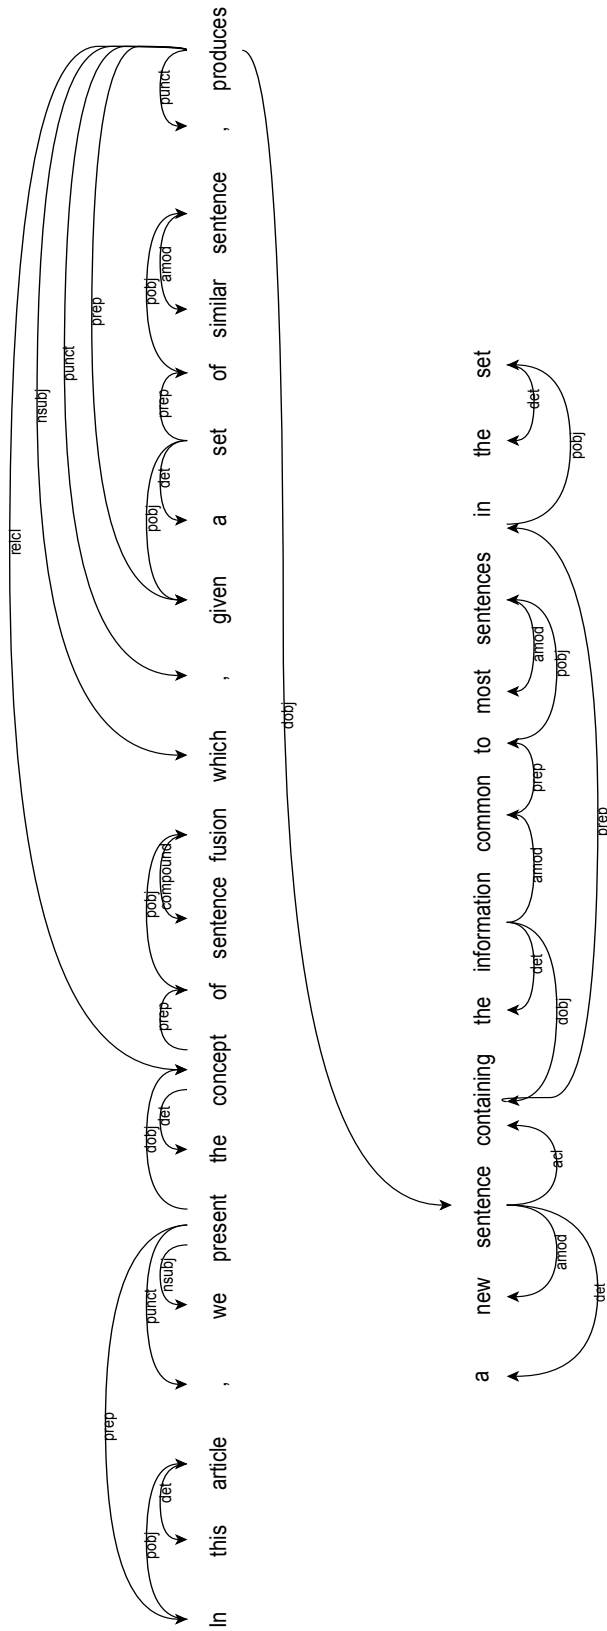 relcl
nsubj
punct
prep
prep
punct
nsubj
dobj
det
prep
pobj
compound
pobj
det
prep
pobj
amod
punct
pobj
det
In this article , we present the concept of sentence fusion which , given a set of similar sentence , produces
dobj
a new sentence containing the information common to most sentences in the set
det
amod
acl
dobj
det
amod
prep
pobj
amod
prep
pobj
det